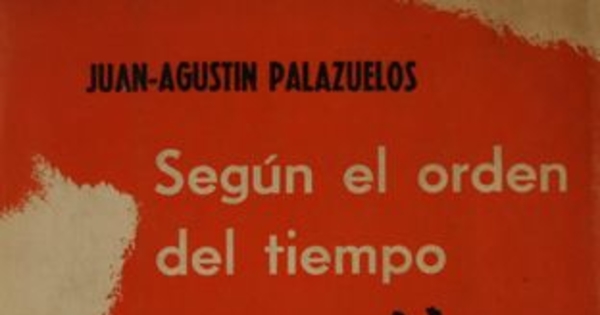 JUAN-AGUSTIN PALAZUELOS
Según el orden
del tiempo